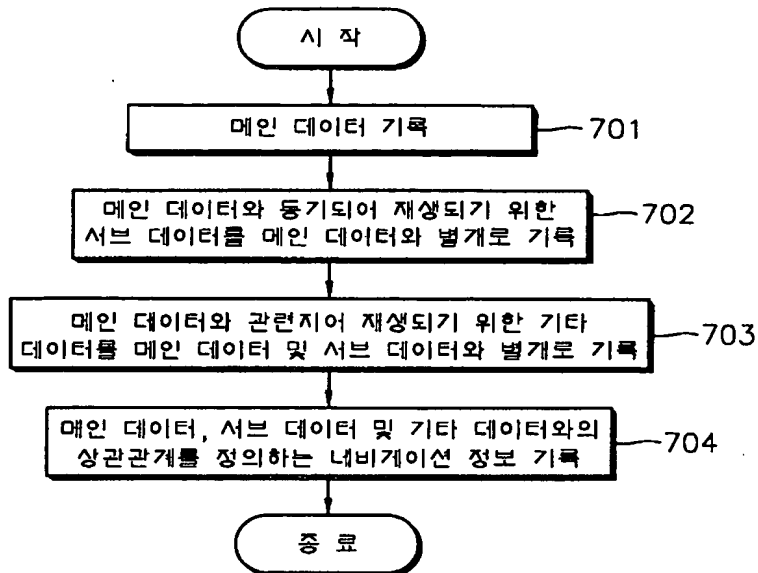 시 작
메인 데이터 기록
701
메인 데이터와 동기되어 재생되기 위한
서브 데이터를 메인 데이터와 별개로 기록
702
메인 데이터와 관련지어 재생되기 위한 기타
데이터를 메인 데이터 및 서브 데이터와 별개로 기록
703
메인 데이터, 서브 데이터 및 기타 데이터와의
상관관계를 정의하는 내비게이션 정보 기록
704
종 료